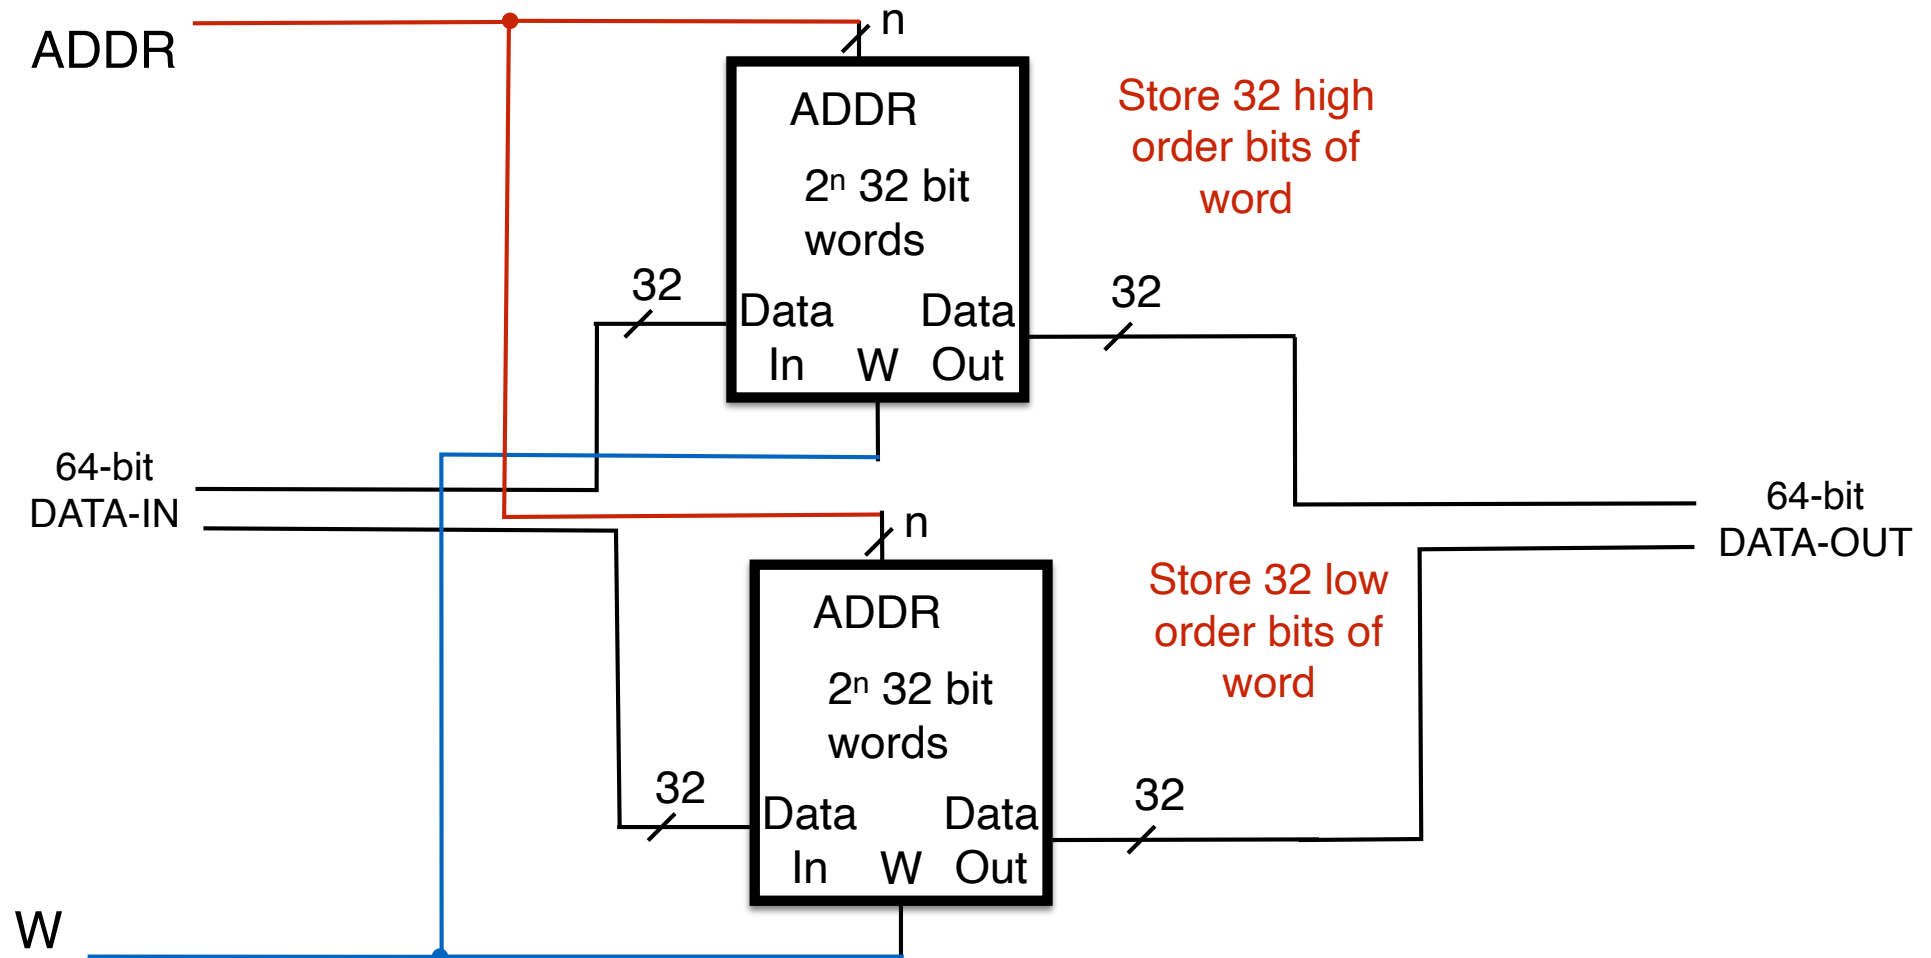 n
ADDR
Store 32 high
order bits of
word
ADDR
2ⁿ 32 bit
words
32
32
Data
In
W
Data
Out
64-bit
DATA-IN
64-bit
DATA-OUT
n
Store 32 low
order bits of
word
ADDR
2ⁿ 32 bit
words
32
32
Data
In
W
Data
Out
W